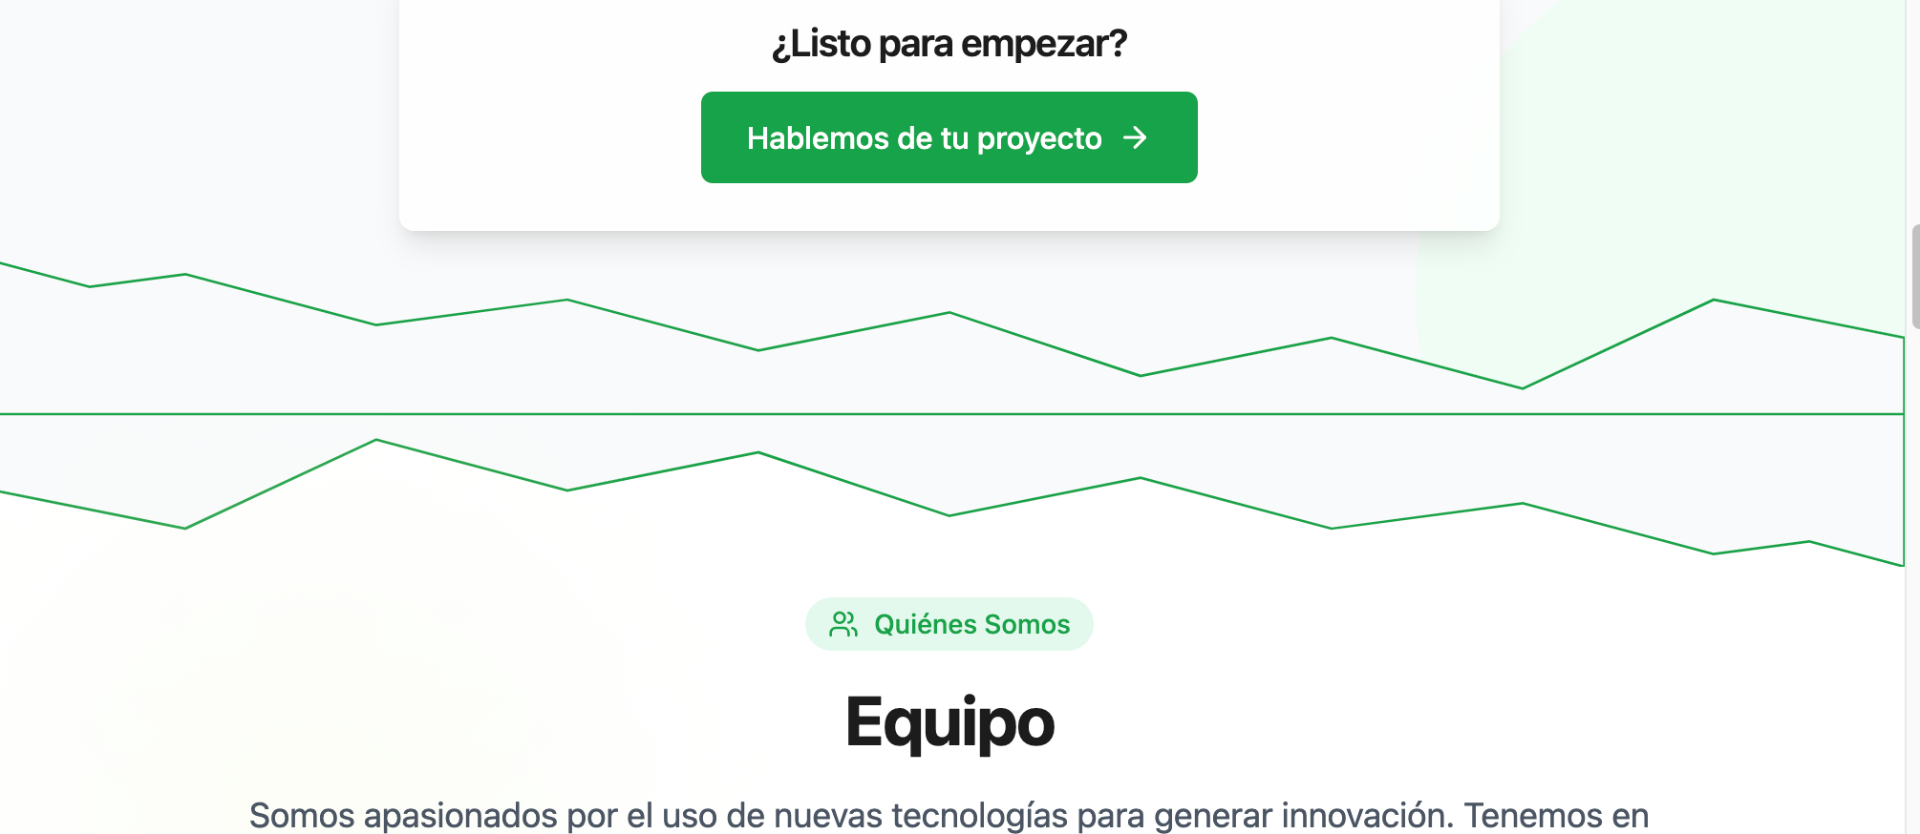 ¿Listo para empezar?
Hablemos de tu proyecto
Quiénes Somos
Equipo
Somos apasionados por el uso de nuevas tecnologías para generar innovación. Tenemos en